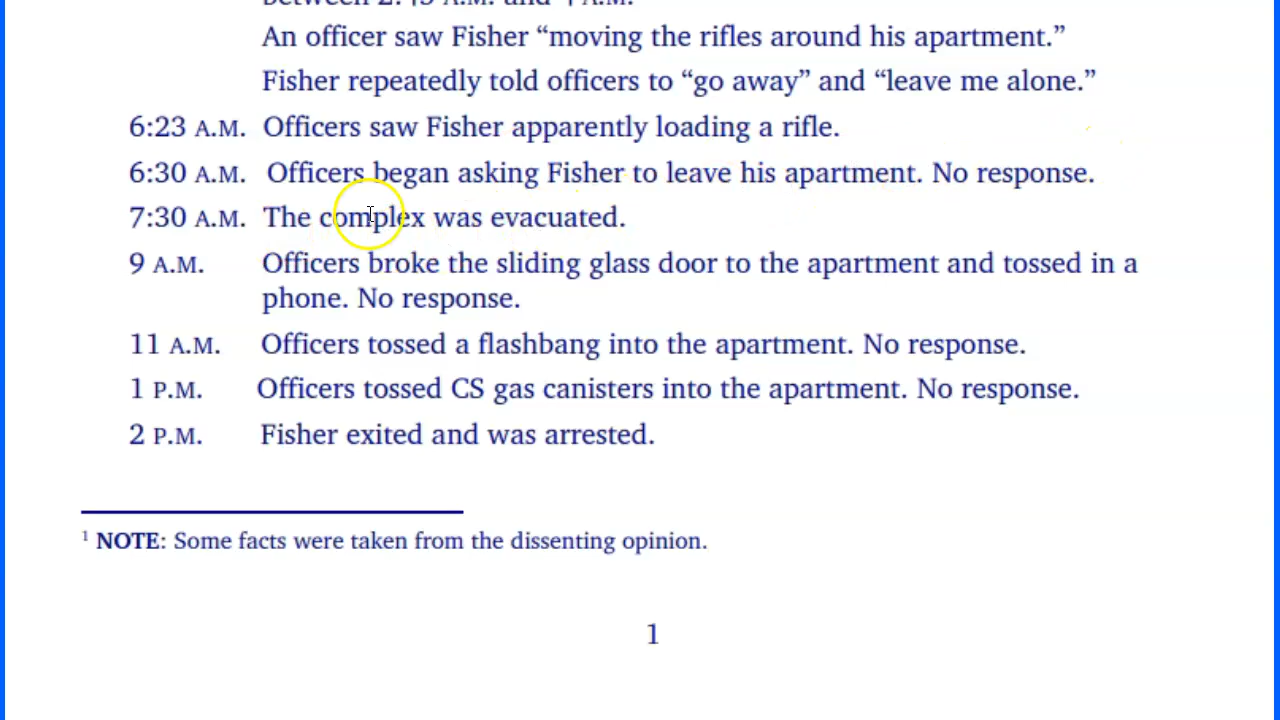 An officer saw Fisher “moving the rifles around his apartment.”
Fisher repeatedly told officers to “go away” and “leave me alone.”
6:23 A.M. Officers saw Fisher apparently loading a rifle.
6:30 A.M. Officers began asking Fisher to leave his apartment. No response.
7:30 A.M. The complex was evacuated.
9 A.M. Officers broke the sliding glass door to the apartment and tossed in a
phone. No response.
11 A.M. Officers tossed a flashbang into the apartment. No response.
1 P.M. Officers tossed CS gas canisters into the apartment. No response.
2 P.M. Fisher exited and was arrested.
1 NOTE: Some facts were taken from the dissenting opinion.
1